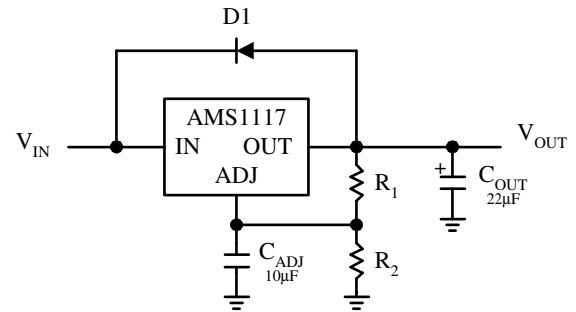 D1
AMS1117
V_IN IN OUT V_OUT
ADJ
+
R_1 C_OUT
22µF
C_ADJ R_2
10µF